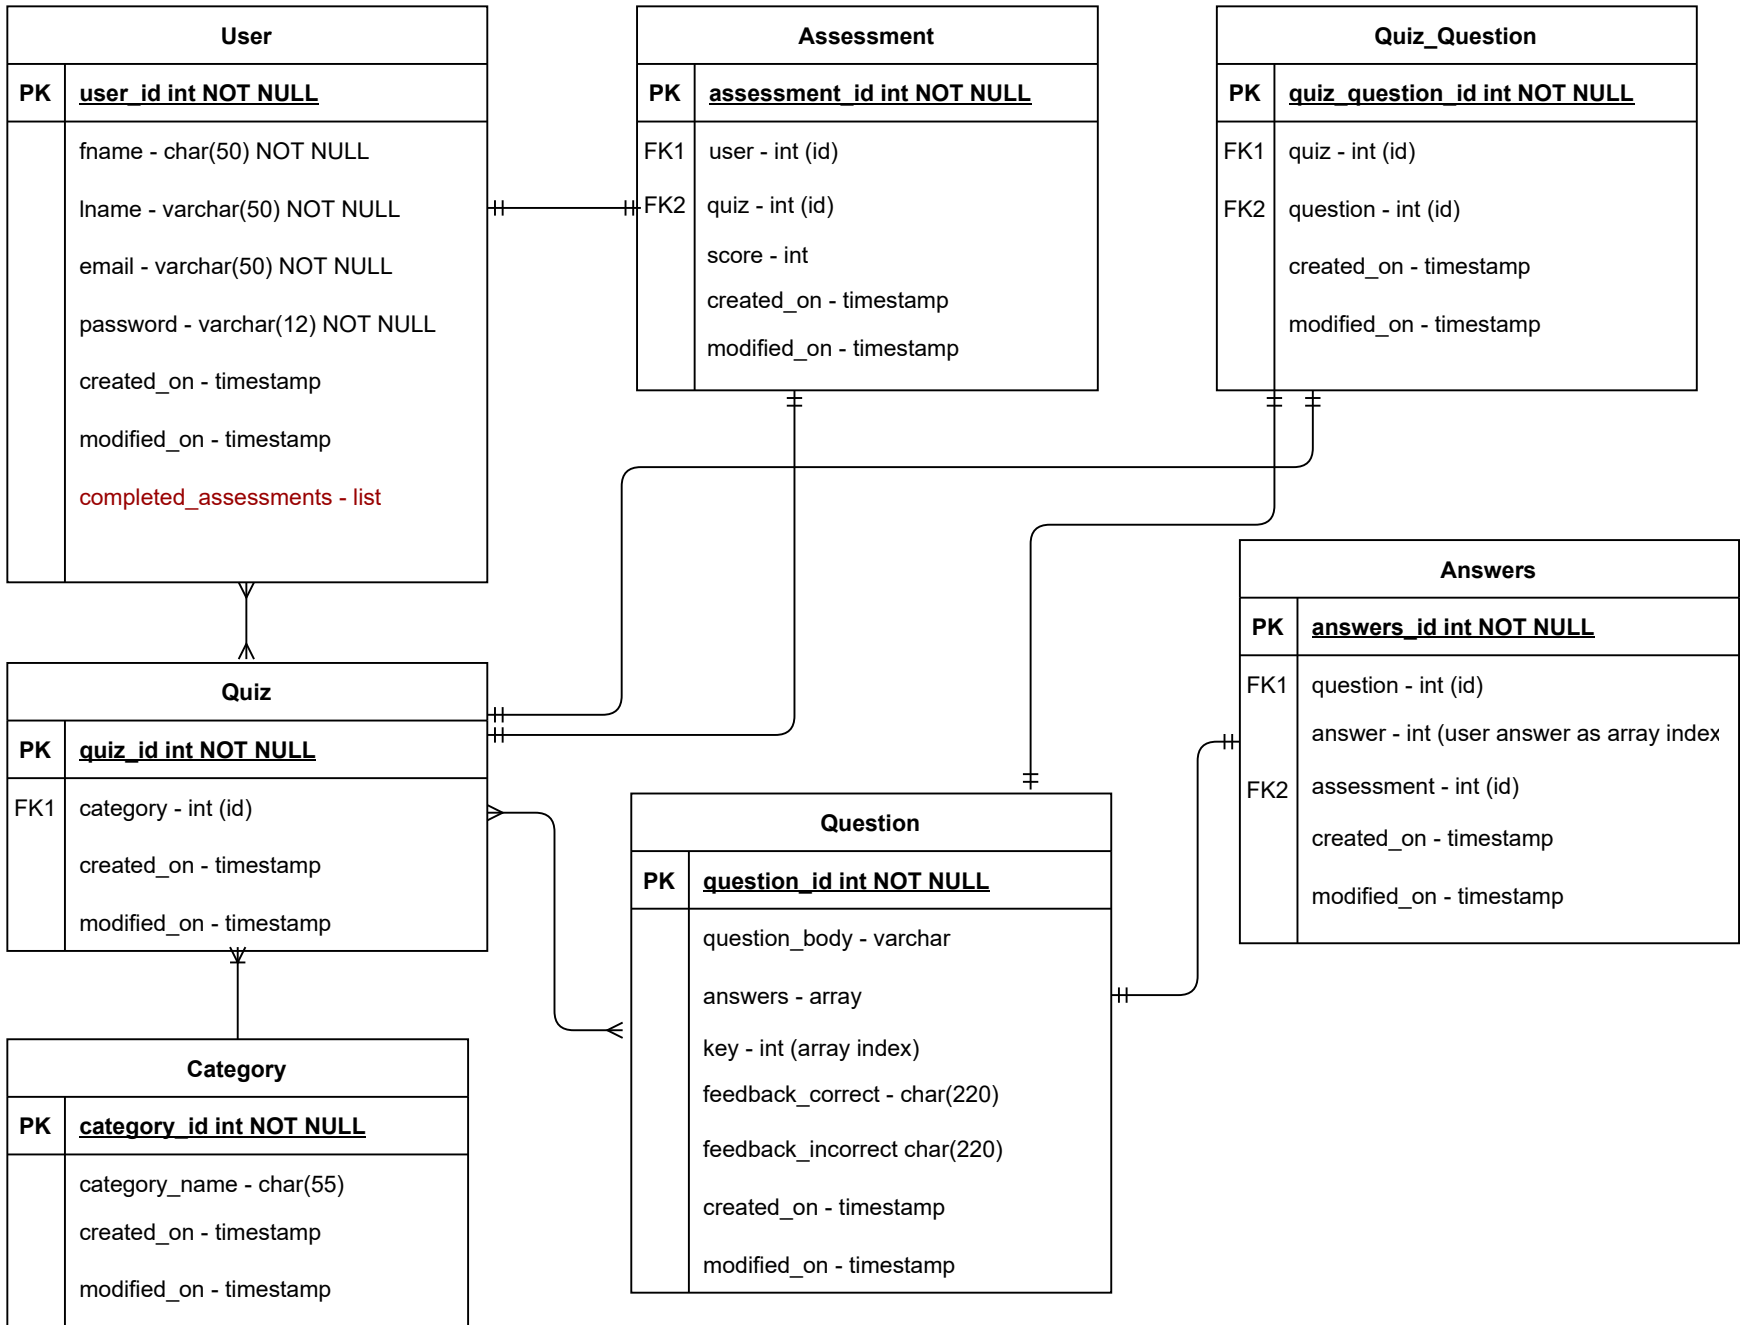 User
PK user_id int NOT NULL
fname - char(50) NOT NULL
lname - varchar(50) NOT NULL
email - varchar(50) NOT NULL
password - varchar(12) NOT NULL
created_on - timestamp
modified_on - timestamp
completed_assessments - list
Assessment
PK assessment_id int NOT NULL
FK1 user - int (id)
FK2 quiz - int (id)
score - int
created_on - timestamp
modified_on - timestamp
Quiz_Question
PK quiz_question_id int NOT NULL
FK1 quiz - int (id)
FK2 question - int (id)
created_on - timestamp
modified_on - timestamp
Answers
PK answers_id int NOT NULL
FK1 question - int (id)
answer - int (user answer as array index
FK2 assessment - int (id)
created_on - timestamp
modified_on - timestamp
Quiz
PK quiz_id int NOT NULL
FK1 category - int (id)
created_on - timestamp
modified_on - timestamp
Question
PK question_id int NOT NULL
question_body - varchar
answers - array
key - int (array index)
feedback_correct - char(220)
feedback_incorrect char(220)
created_on - timestamp
modified_on - timestamp
Category
PK category_id int NOT NULL
category_name - char(55)
created_on - timestamp
modified_on - timestamp